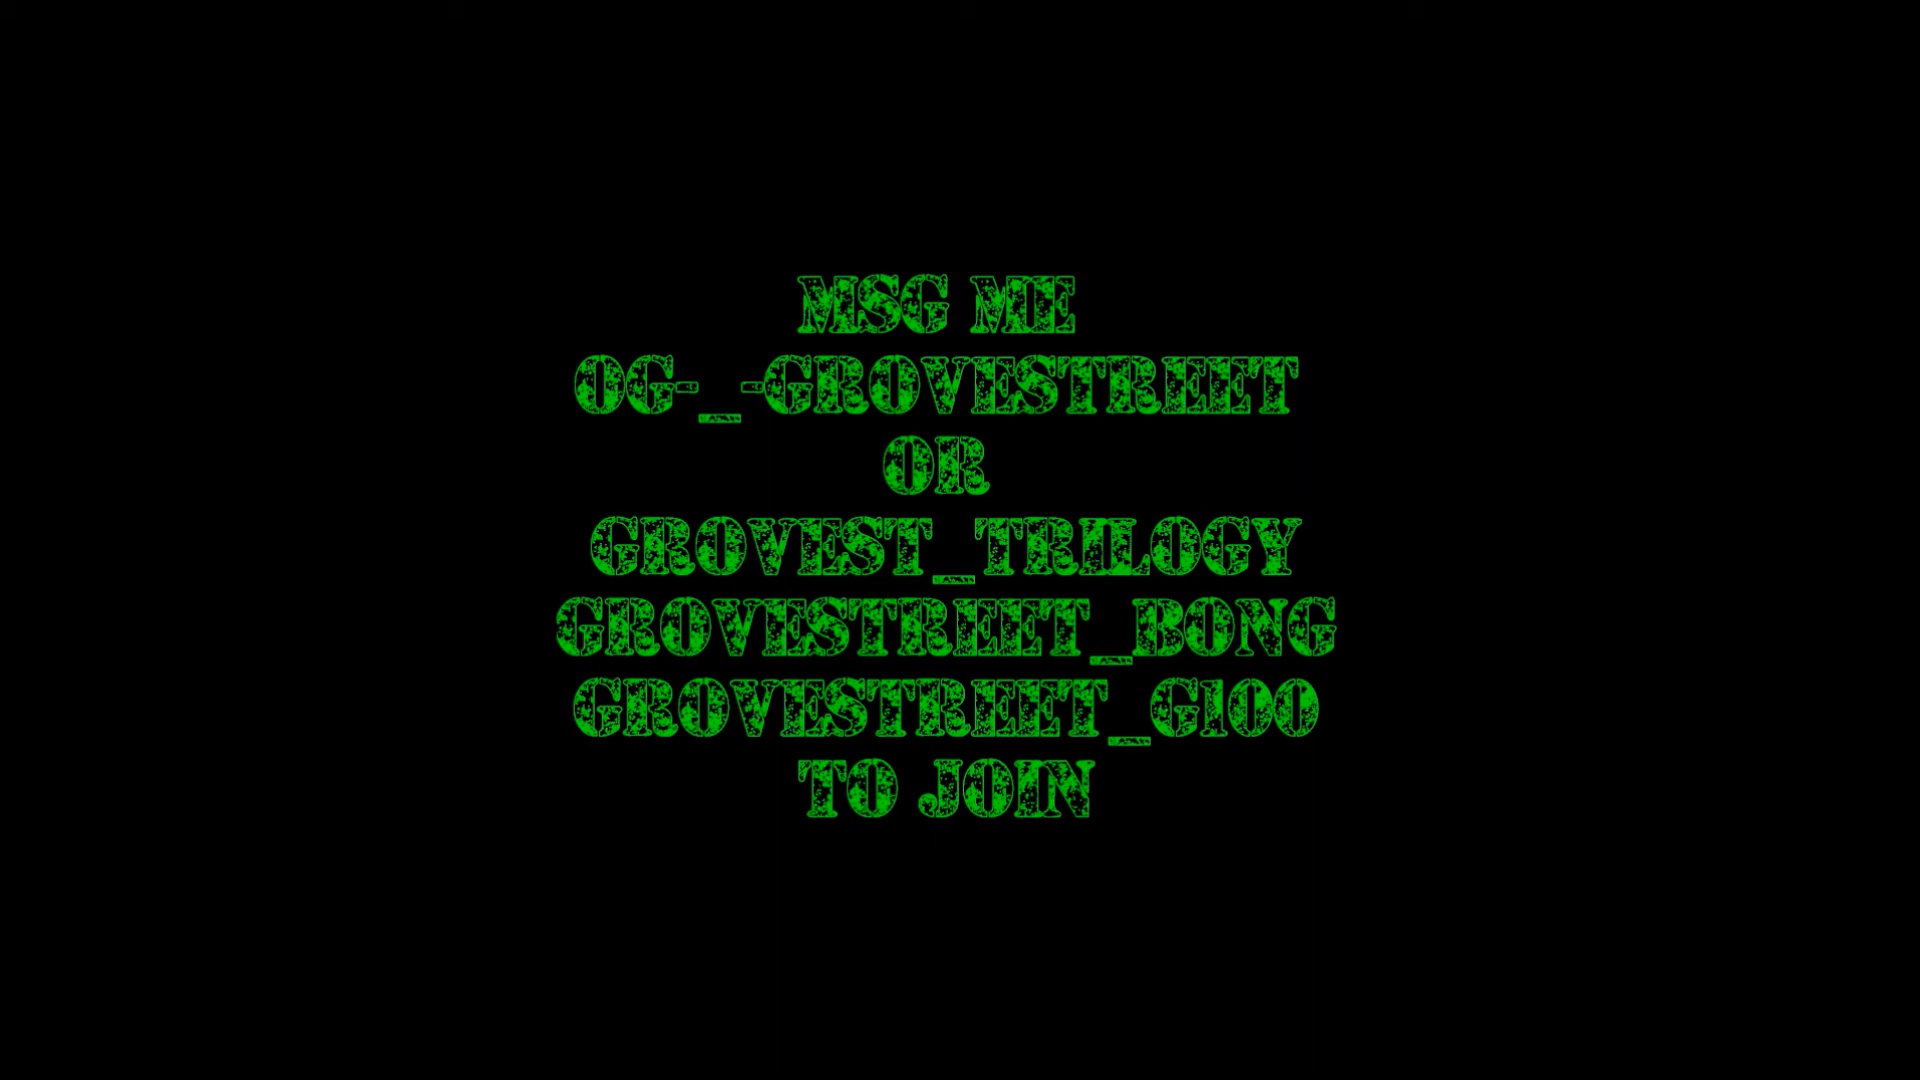 MSG ME
OG-_-GROVESTREET
OR
GROVEST_TRILOGY
GROVESTREET_BONG
GROVESTREET_G100
TO JOIN